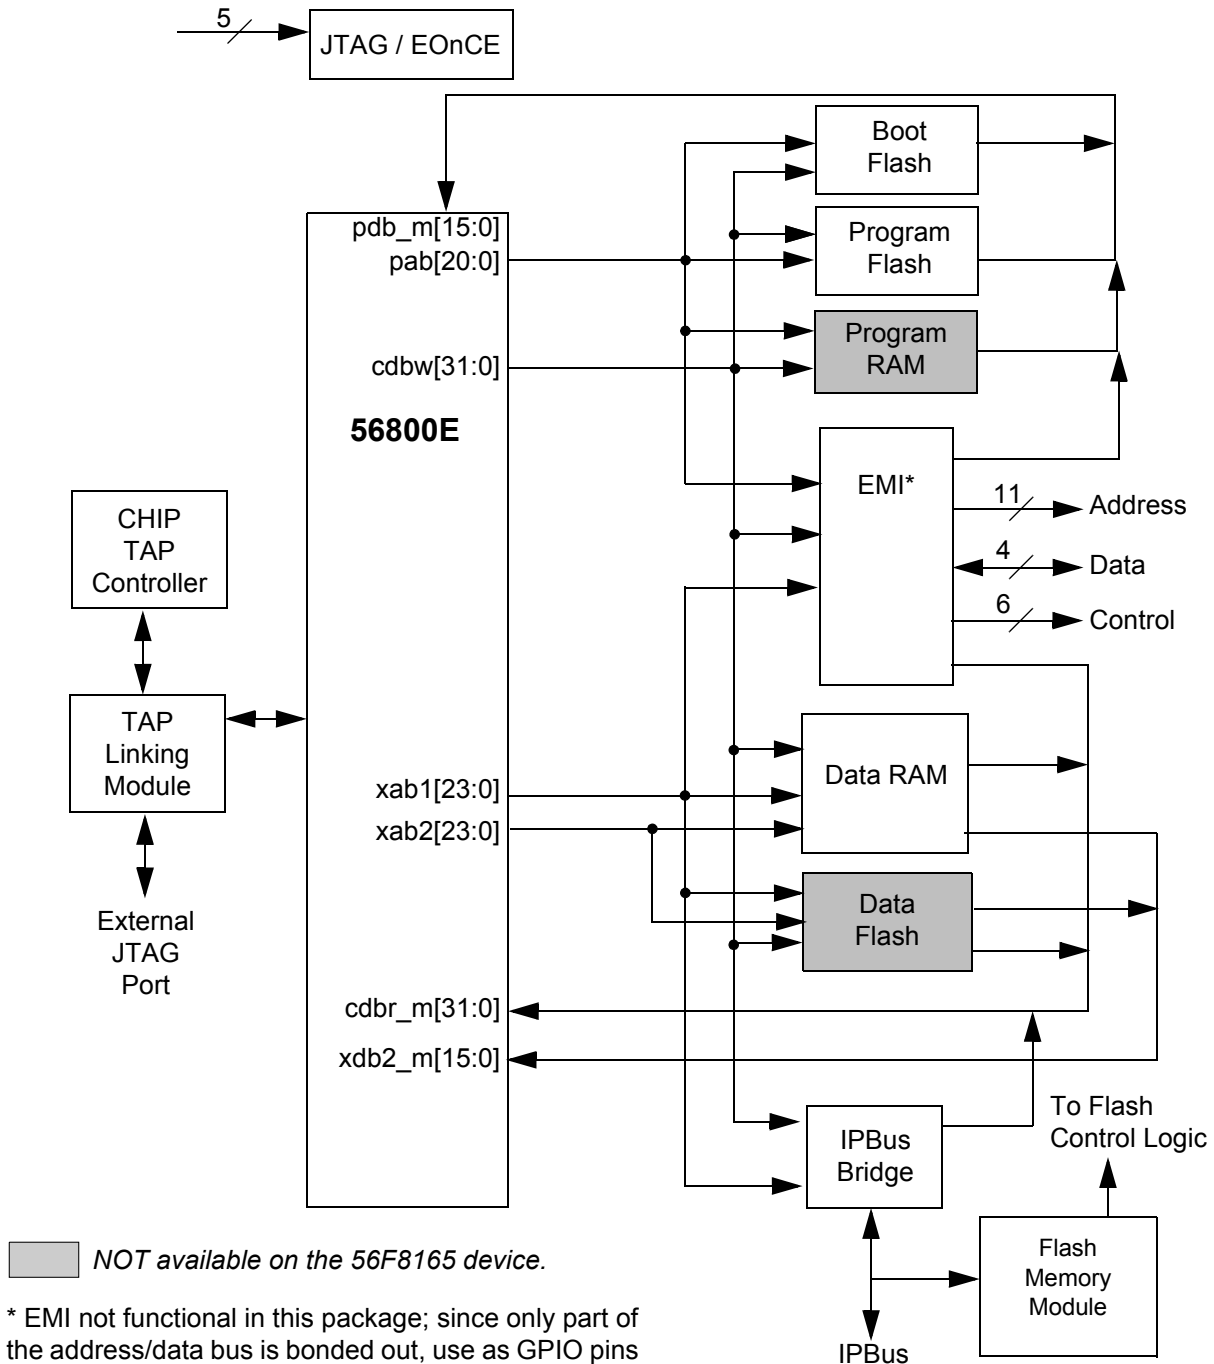 5
JTAG / EOnCE
Boot
Flash
pdb_m[15:0]
pab[20:0]
Program
Flash
cdbw[31:0]
Program
RAM
56800E
EMI*
11
Address
4
Data
6
Control
CHIP
TAP
Controller
TAP
Linking
Module
External
JTAG
Port
xab1[23:0]
xab2[23:0]
Data RAM
Data
Flash
cdbr_m[31:0]
xdb2_m[15:0]
IPBus
Bridge
To Flash
Control Logic
Flash
Memory
Module
IPBus
NOT available on the 56F8165 device.
* EMI not functional in this package; since only part of
the address/data bus is bonded out, use as GPIO pins